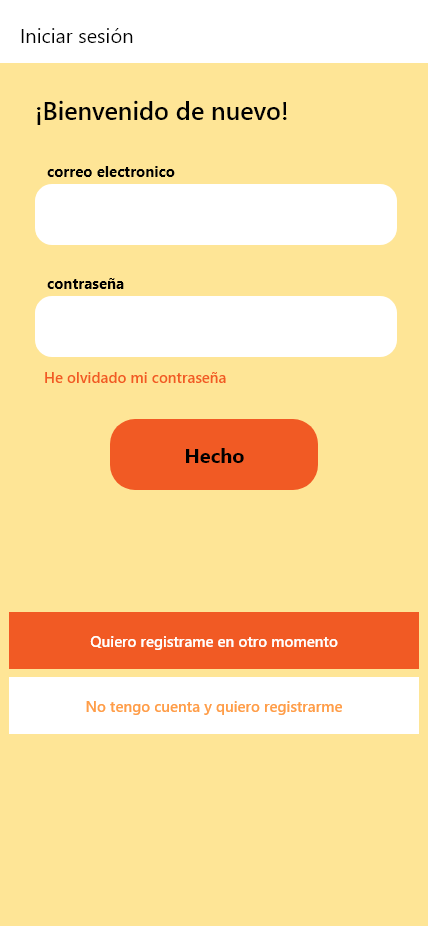 Iniciar sesión
¡Bienvenido de nuevo!
correo electronico
contraseña
He olvidado mi contraseña
Hecho
Quiero registrame en otro momento
No tengo cuenta y quiero registrarme